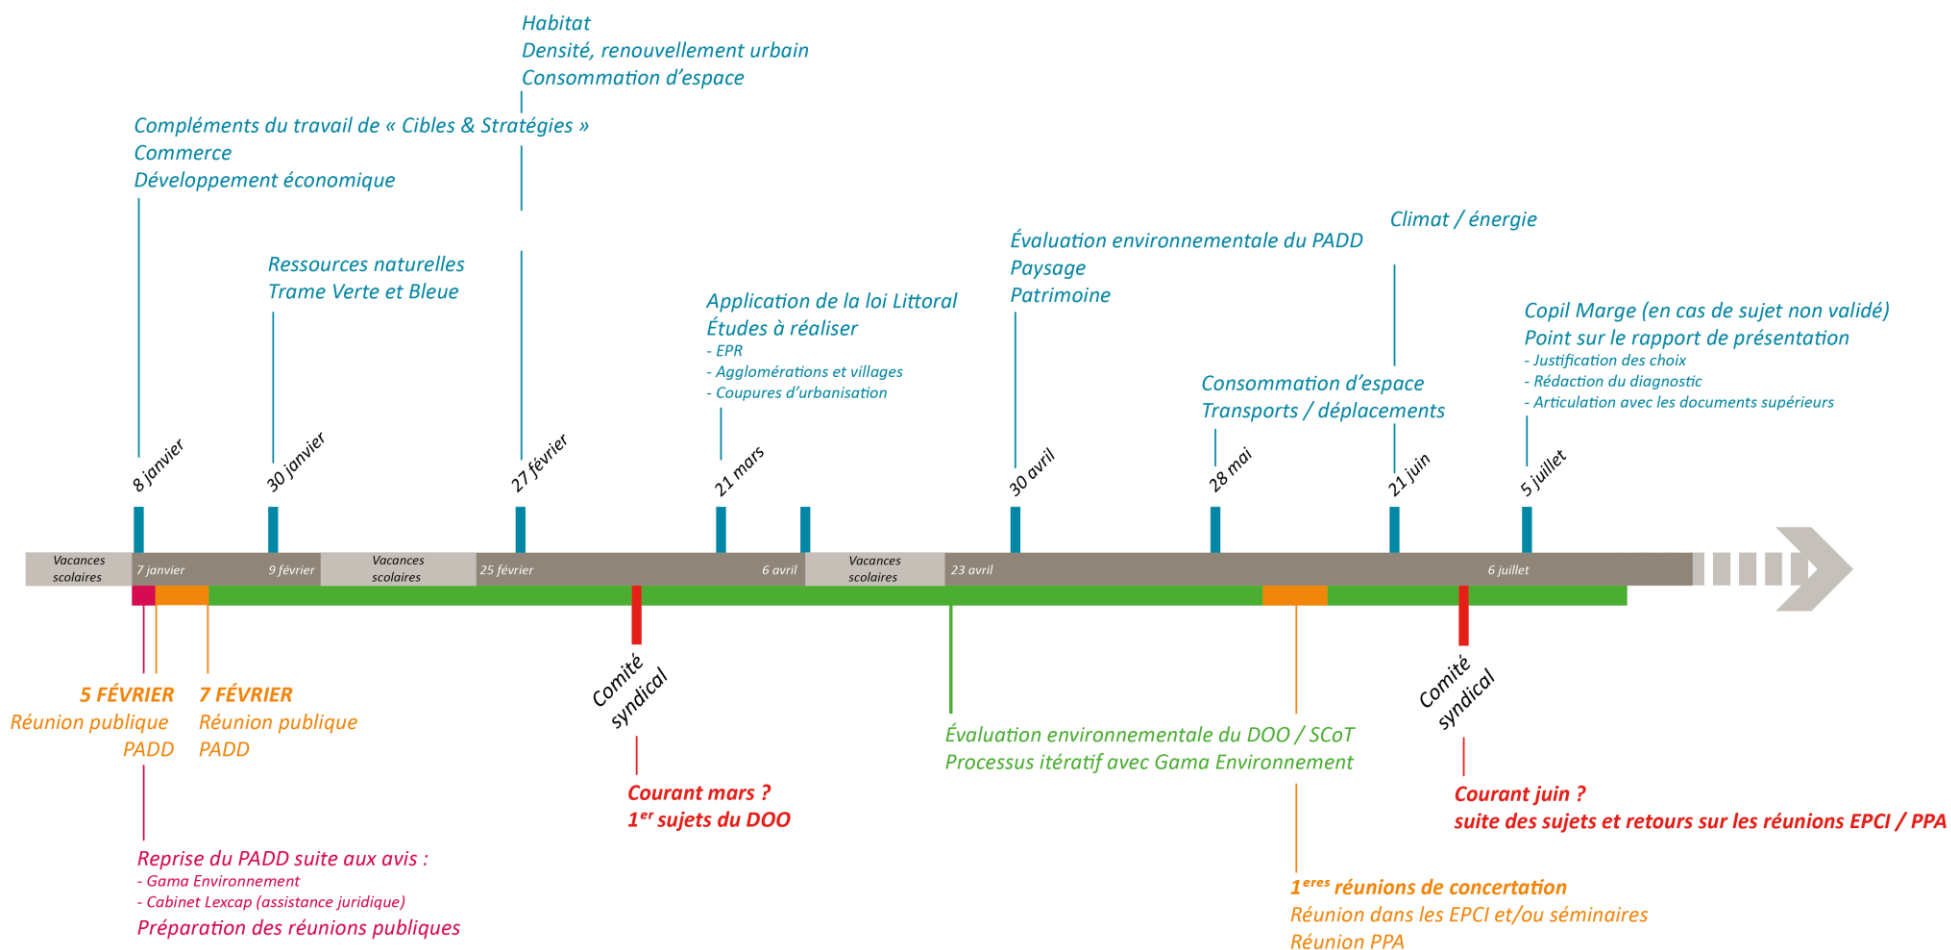 Habitat
Densité, renouvellement urbain
Consommation d’espace
Compléments du travail de « Cibles & Stratégies »
Commerce
Développement économique
Ressources naturelles
Trame Verte et Bleue
Application de la loi Littoral
Études à réaliser
- EPR
- Agglomérations et villages
- Coupures d’urbanisation
Évaluation environnementale du PADD
Paysage
Patrimoine
Climat / énergie
Consommation d’espace
Transports / déplacements
Copil Marge (en cas de sujet non validé)
Point sur le rapport de présentation
- Justification des choix
- Rédaction du diagnostic
- Articulation avec les documents supérieurs
8 janvier
30 janvier
27 février
21 mars
30 avril
28 mai
21 juin
5 juillet
Vacances
scolaires
7 janvier
9 février
Vacances
scolaires
25 février
6 avril
Vacances
scolaires
23 avril
6 juillet
5 FÉVRIER
Réunion publique
PADD
7 FÉVRIER
Réunion publique
PADD
Comité
syndical
Courant mars ?
1er sujets du DOO
Évaluation environnementale du DOO / SCoT
Processus itératif avec Gama Environnement
Comité
syndical
Courant juin ?
suite des sujets et retours sur les réunions EPCI / PPA
Reprise du PADD suite aux avis :
- Gama Environnement
- Cabinet Lexcap (assistance juridique)
Préparation des réunions publiques
1eres réunions de concertation
Réunion dans les EPCI et/ou séminaires
Réunion PPA